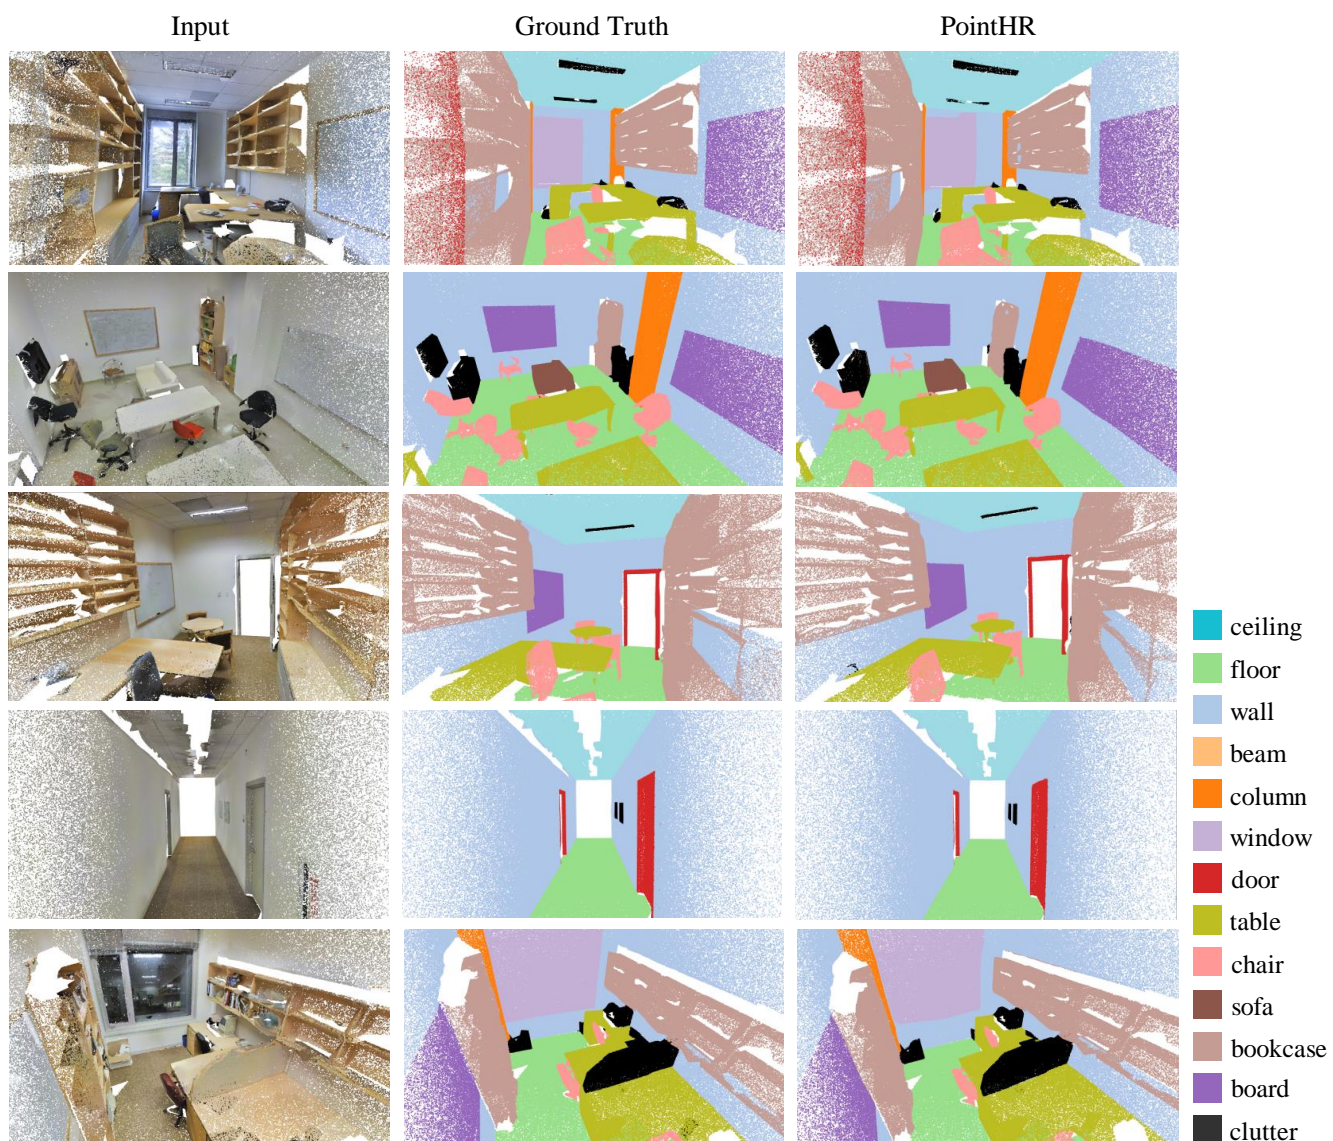 Input
Ground Truth
PointHR
ceiling
floor
wall
beam
column
window
door
table
chair
sofa
bookcase
board
clutter